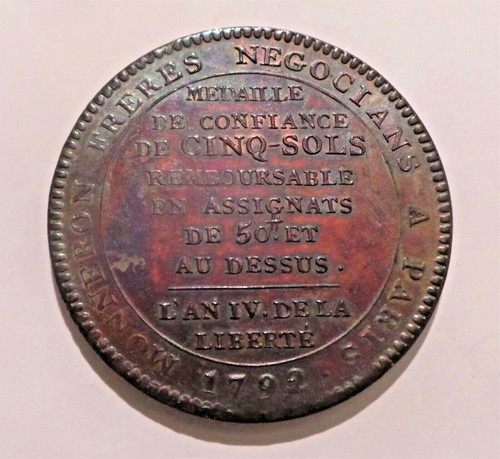 MONNERON FRERES NEGOCIANS A PARIS
MEDAILLE
DE CONFIANCE
DE CINQ-SOLS
REMBOURSABLE
EN ASSIGNATS
DE 50ᴸᵀ ET
AU DESSUS.
L'AN IV. DE LA
LIBERTÉ
1792.